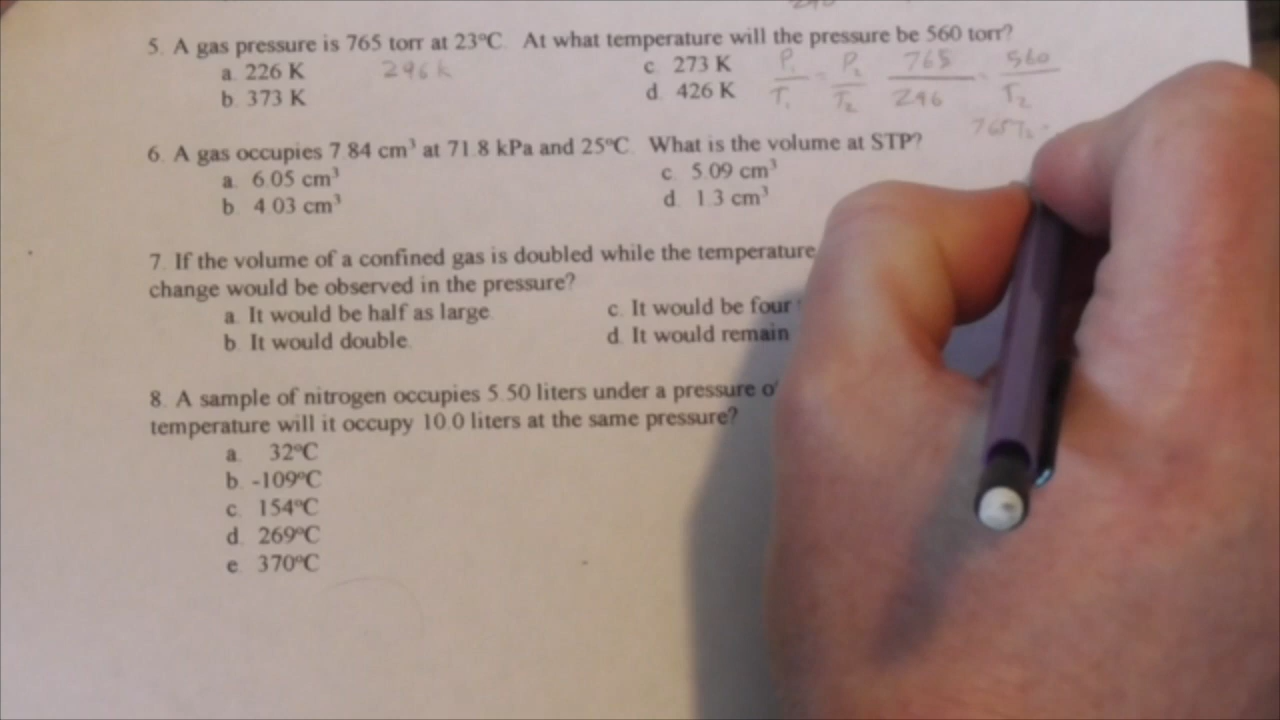 5. A gas pressure is 765 torr at 23°C. At what temperature will the pressure be 560 torr?
a. 226 K 296 K c. 273 K P₁/T₁ = P₂/T₂ 765/296 = 560/T₂
b. 373 K d. 426 K
765T₂ =
6. A gas occupies 7.84 cm³ at 71.8 kPa and 25°C. What is the volume at STP?
a. 6.05 cm³ c. 5.09 cm³
b. 4.03 cm³ d. 1.3 cm³
7. If the volume of a confined gas is doubled while the temperature
change would be observed in the pressure?
a. It would be half as large. c. It would be four
b. It would double. d. It would remain
8. A sample of nitrogen occupies 5.50 liters under a pressure
temperature will it occupy 10.0 liters at the same pressure?
a. 32°C
b. -109°C
c. 154°C
d. 269°C
e. 370°C